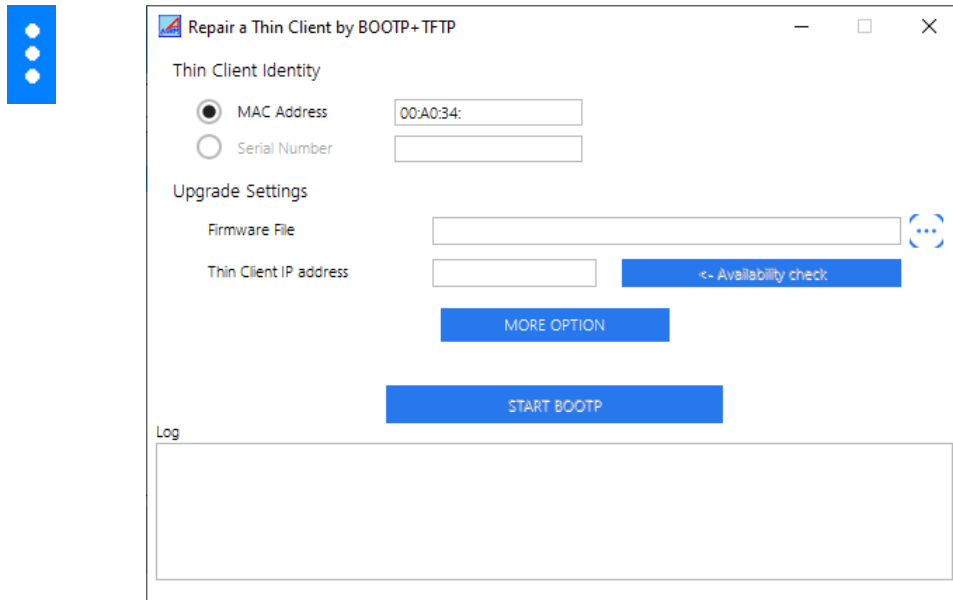 Repair a Thin Client by BOOTP+TFTP
Thin Client Identity
MAC Address 00:A0:34:
Serial Number
Upgrade Settings
Firmware File
Thin Client IP address <- Availability check
MORE OPTION
START BOOTP
Log